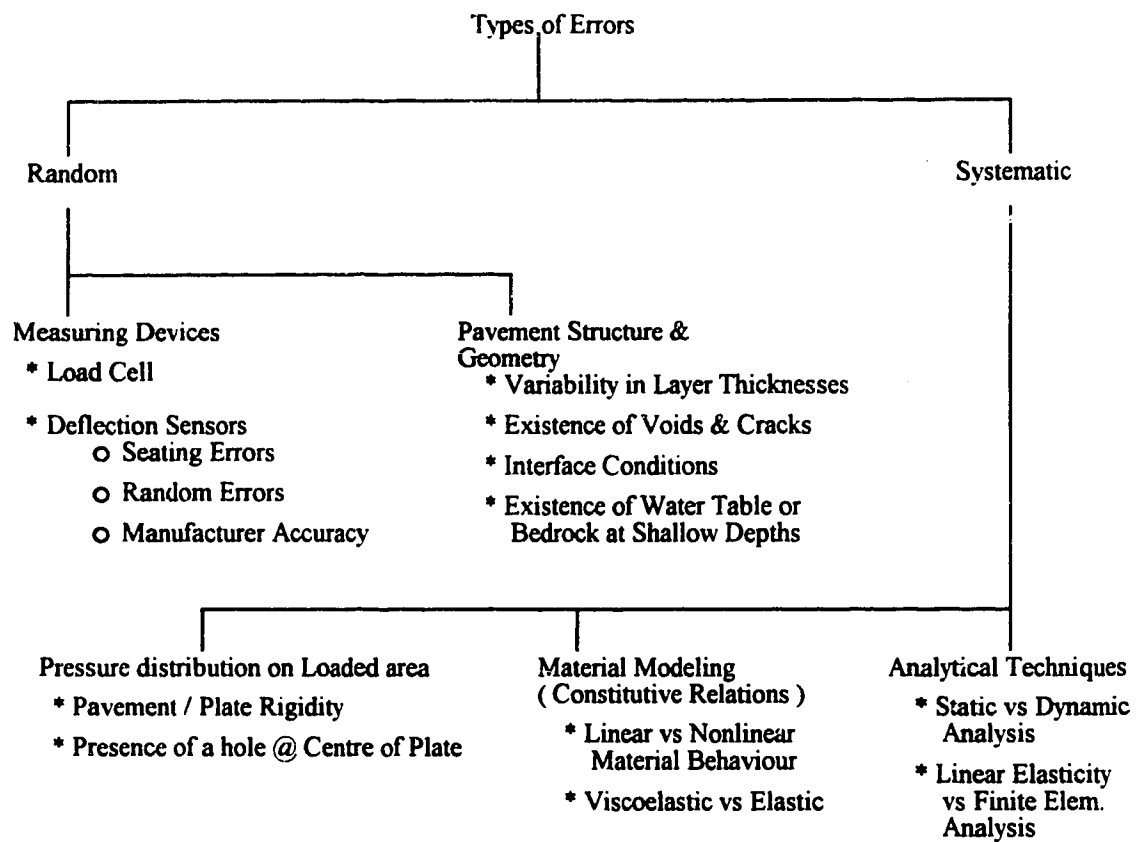 Types of Errors
Random
Systematic
Measuring Devices
* Load Cell
* Deflection Sensors
o Seating Errors
o Random Errors
o Manufacturer Accuracy
Pavement Structure &
Geometry
* Variability in Layer Thicknesses
* Existence of Voids & Cracks
* Interface Conditions
* Existence of Water Table or
Bedrock at Shallow Depths
Pressure distribution on Loaded area
* Pavement / Plate Rigidity
* Presence of a hole @ Centre of Plate
Material Modeling
( Constitutive Relations )
* Linear vs Nonlinear
Material Behaviour
* Viscoelastic vs Elastic
Analytical Techniques
* Static vs Dynamic
Analysis
* Linear Elasticity
vs Finite Elem.
Analysis